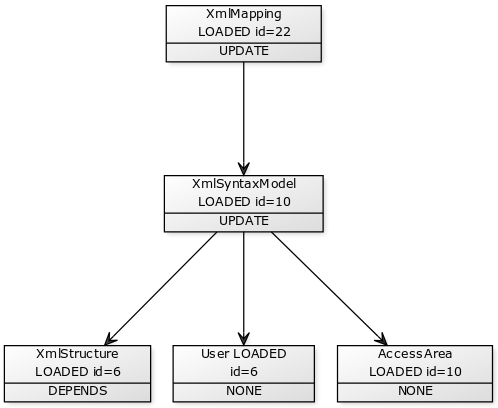 XmlMapping
LOADED id=22
UPDATE
XmlSyntaxModel
LOADED id=10
UPDATE
XmlStructure
LOADED id=6
DEPENDS
User LOADED
id=6
NONE
AccessArea
LOADED id=10
NONE